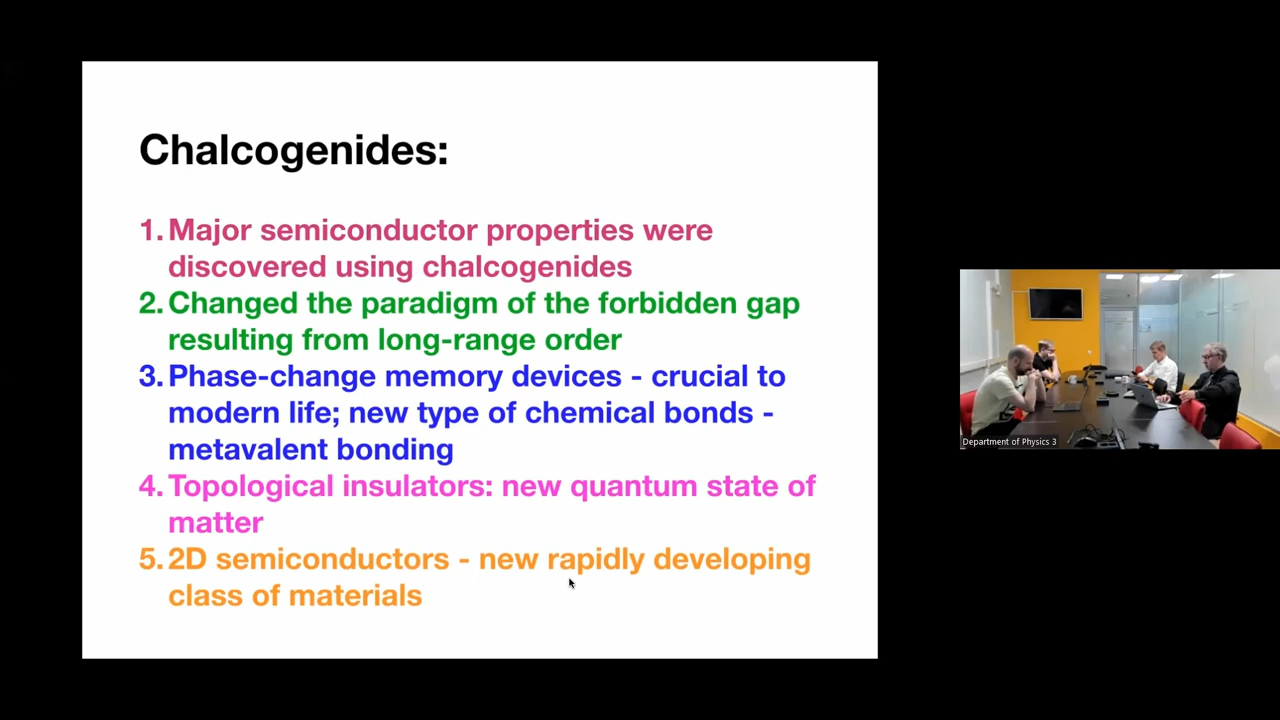 Chalcogenides:
1. Major semiconductor properties were
discovered using chalcogenides
2. Changed the paradigm of the forbidden gap
resulting from long-range order
3. Phase-change memory devices - crucial to
modern life; new type of chemical bonds -
metavalent bonding
4. Topological insulators: new quantum state of
matter
5. 2D semiconductors - new rapidly developing
class of materials
Department of Physics 3